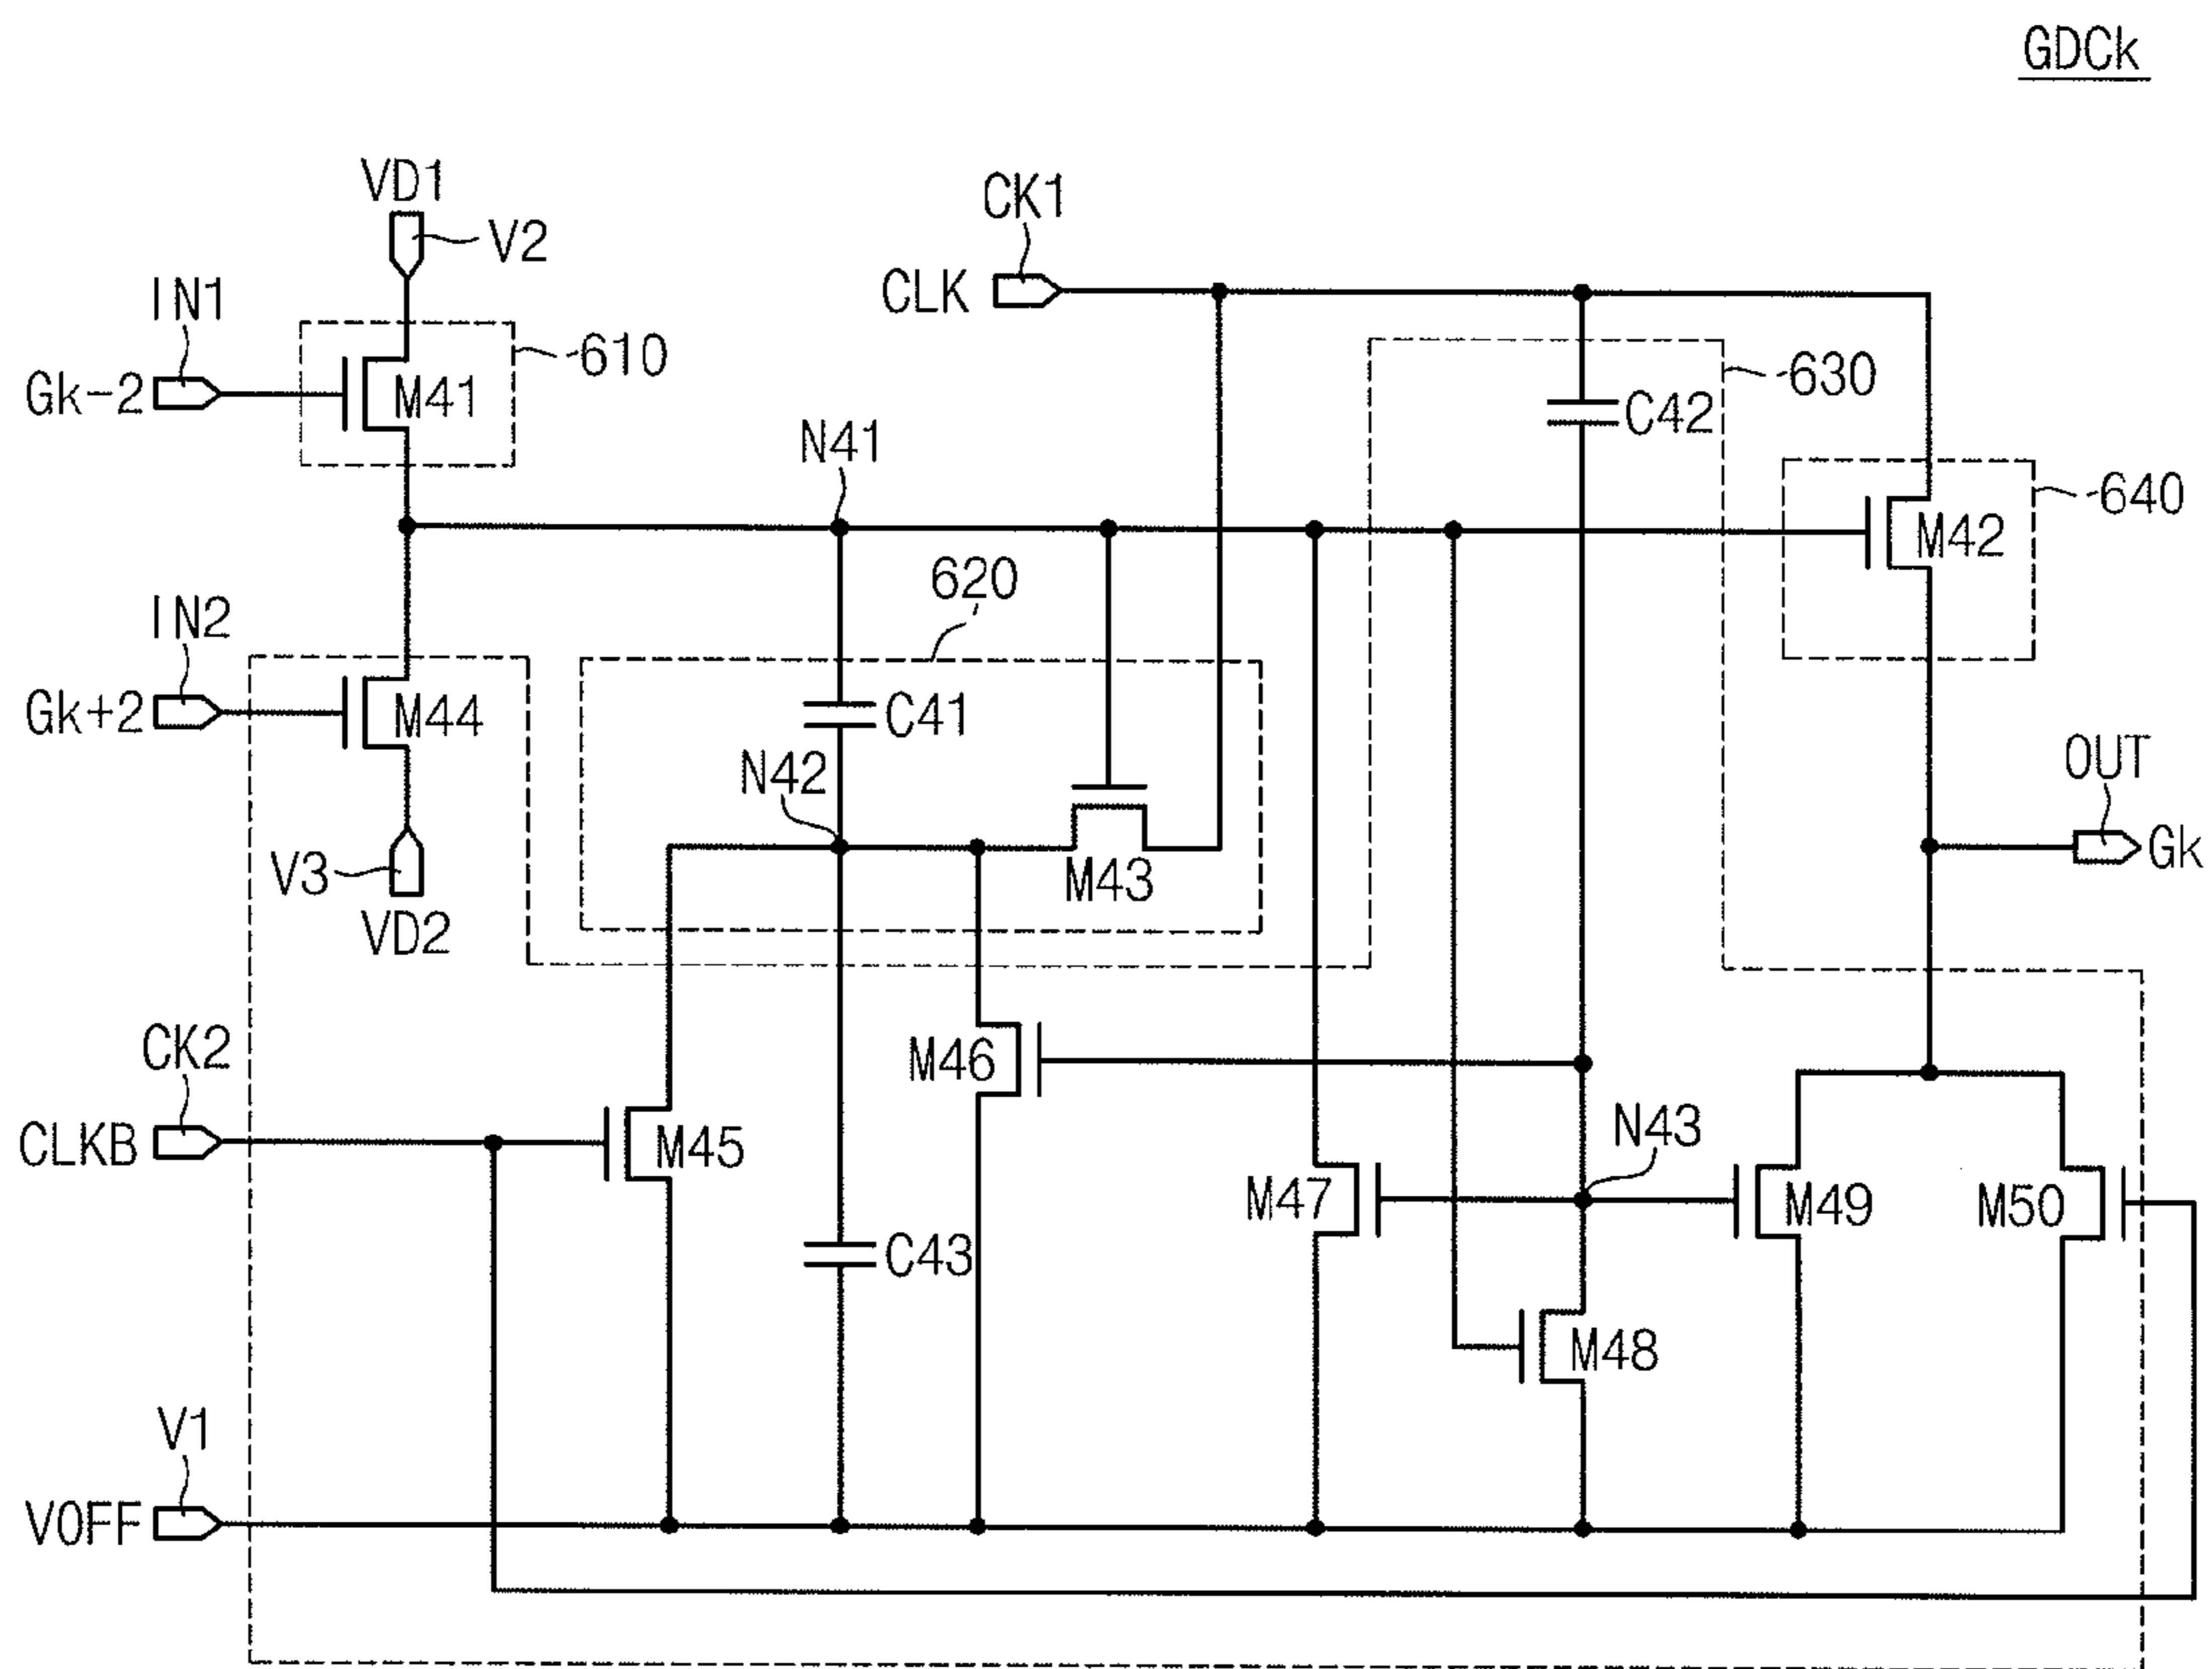 GDCk
VD1
V2
CK1
CLK
IN1
Gk-2
M41
610
630
C42
N41
640
M42
620
IN2
Gk+2
M44
C41
N42
OUT
Gk
V3
VD2
M43
CK2
CLKB
M46
M45
N43
M47
M49
M50
C43
M48
V1
VOFF